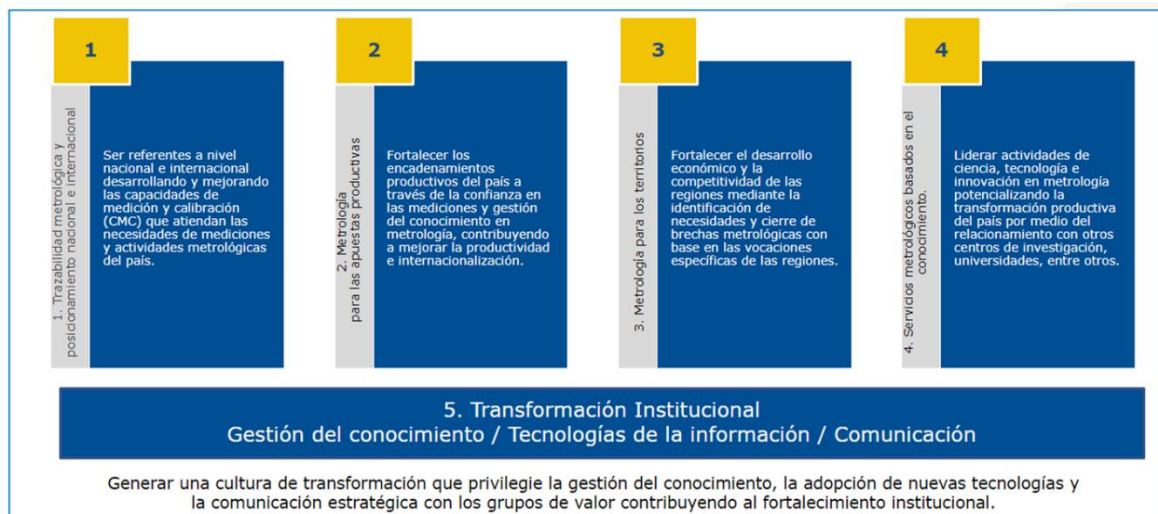 1
1. Trazabilidad metrológica y
posicionamiento nacional e internacional
Ser referentes a nivel
nacional e internacional
desarrollando y mejorando
las capacidades de
medición y calibración
(CMC) que atiendan las
necesidades de mediciones
y actividades metrológicas
del país.
2
2. Metrología
para las apuestas productivas
Fortalecer los
encadenamientos
productivos del país a
través de la confianza en
las mediciones y gestión
del conocimiento en
metrología, contribuyendo
a mejorar la productividad
e internacionalización.
3
3. Metrología para los territorios
Fortalecer el desarrollo
económico y la
competitividad de las
regiones mediante la
identificación de
necesidades y cierre de
brechas metrológicas con
base en las vocaciones
específicas de las regiones.
4
4. Servicios metrológicos basados en el
conocimiento.
Liderar actividades de
ciencia, tecnología e
innovación en metrología
potencializando la
transformación productiva
del país por medio del
relacionamiento con otros
centros de investigación,
universidades, entre otros.
5. Transformación Institucional
Gestión del conocimiento / Tecnologías de la información / Comunicación
Generar una cultura de transformación que privilegie la gestión del conocimiento, la adopción de nuevas tecnologías y
la comunicación estratégica con los grupos de valor contribuyendo al fortalecimiento institucional.